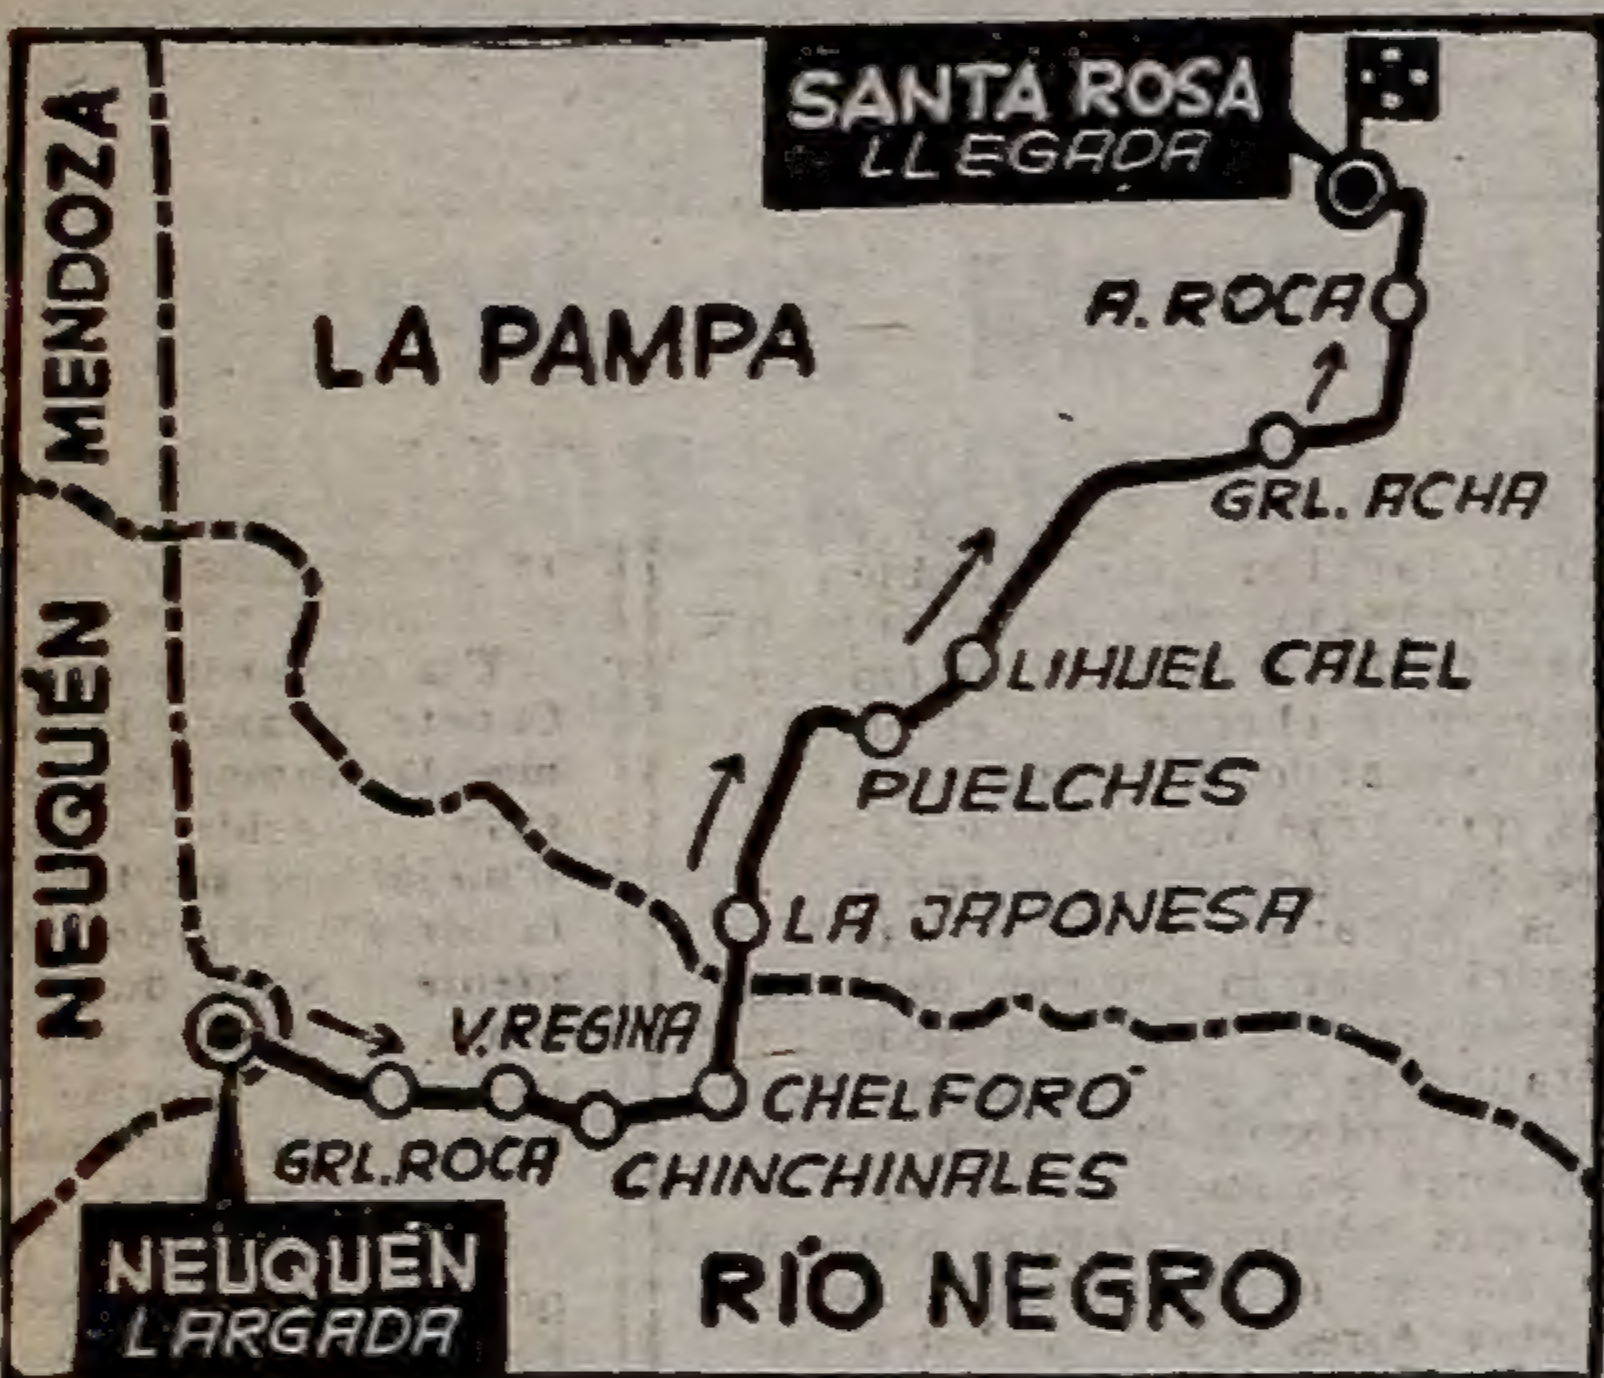 SANTA ROSA
LLEGADA
MENDOZA
LA PAMPA
A. ROCA
GRL. ACHA
NEUQUÉN
LIHUEL CALEL
PUELCHES
LA JAPONESA
V. REGINA
CHELFORÓ
GRL. ROCA
CHINCHINALES
NEUQUÉN
LARGADA
RÍO NEGRO